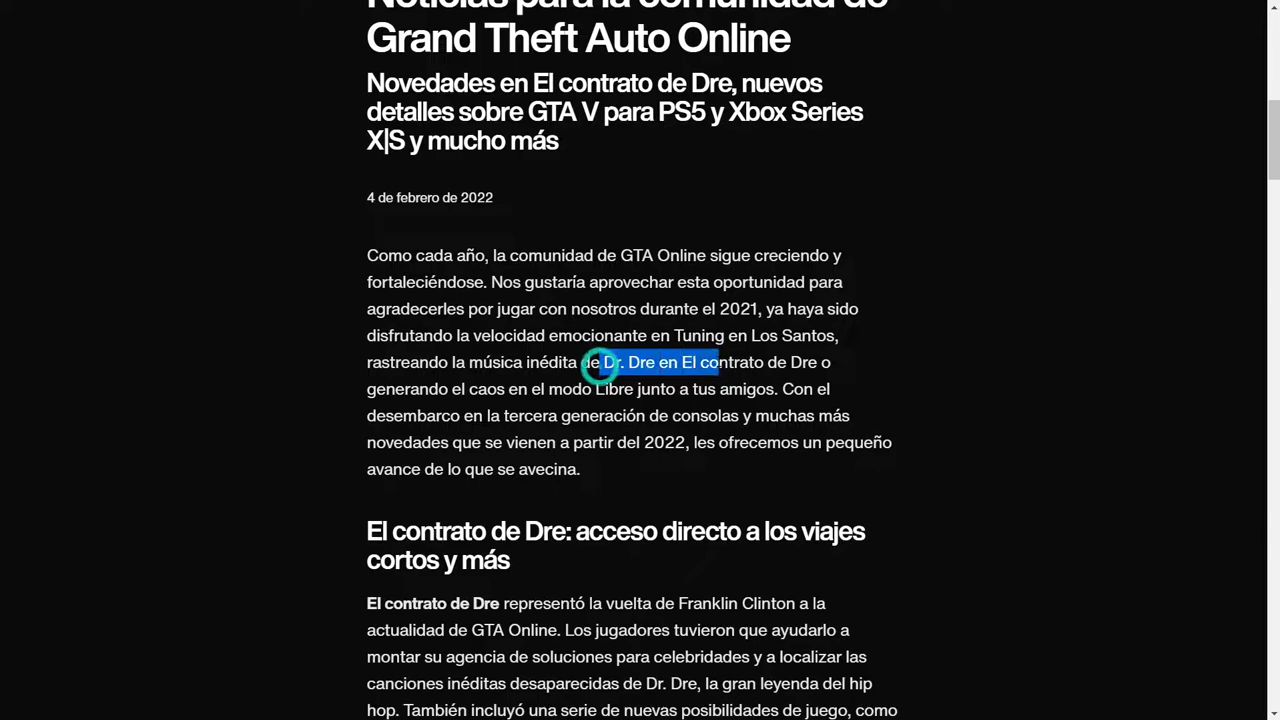 Noticias para la comunidad de
Grand Theft Auto Online
Novedades en El contrato de Dre, nuevos
detalles sobre GTA V para PS5 y Xbox Series
X|S y mucho más
4 de febrero de 2022
Como cada año, la comunidad de GTA Online sigue creciendo y
fortaleciéndose. Nos gustaría aprovechar esta oportunidad para
agradecerles por jugar con nosotros durante el 2021, ya haya sido
disfrutando la velocidad emocionante en Tuning en Los Santos,
rastreando la música inédita de Dr. Dre en El contrato de Dre o
generando el caos en el modo Libre junto a tus amigos. Con el
desembarco en la tercera generación de consolas y muchas más
novedades que se vienen a partir del 2022, les ofrecemos un pequeño
avance de lo que se avecina.
El contrato de Dre: acceso directo a los viajes
cortos y más
El contrato de Dre representó la vuelta de Franklin Clinton a la
actualidad de GTA Online. Los jugadores tuvieron que ayudarlo a
montar su agencia de soluciones para celebridades y a localizar las
canciones inéditas desaparecidas de Dr. Dre, la gran leyenda del hip
hop. También incluyó una serie de nuevas posibilidades de juego, como